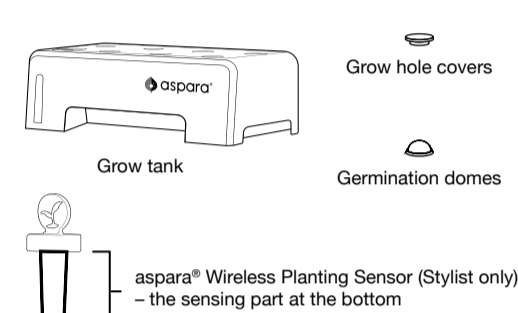 aspara®
Grow hole covers
Grow tank
Germination domes
aspara® Wireless Planting Sensor (Stylist only)
– the sensing part at the bottom